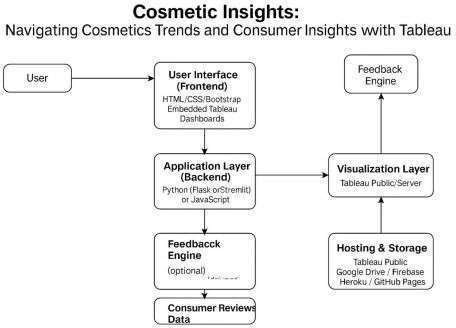 Cosmetic Insights:
Navigating Cosmetics Trends and Consumer Insights vwith Tableau
User
User Interface
(Frontend)
HTML/CSS/Bootstrap
Embedded Tableau
Dashboards
Feedback
Engine
Application Layer
(Backend)
Python (Flask orStremlit)
or JavaScript
Visualization Layer
Tableau Public/Server
Feedbacck
Engine
(optional)
Hosting & Storage
Tableau Public
Google Drive / Firebase
Heroku / GitHub Pages
Consumer Reviews
Data